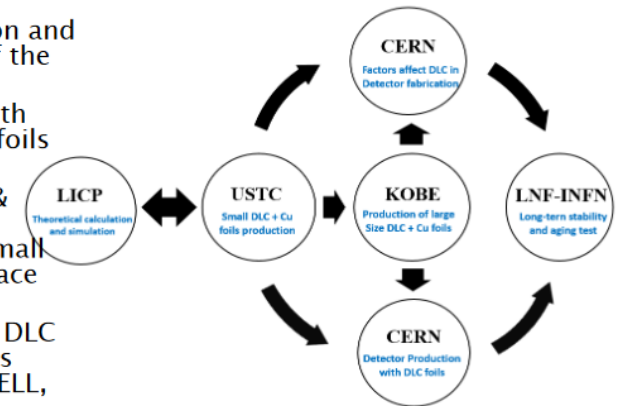 on and
f the
th
foils
&
mall
ace
DLC
s
ELL,
CERN
Factors affect DLC in
Detector fabrication
LICP
Theoretical calculation
and simulation
USTC
Small DLC + Cu
foils production
KOBE
Production of large
Size DLC + Cu foils
LNF-INFN
Long-tern stability
and aging test
CERN
Detector Production
with DLC foils